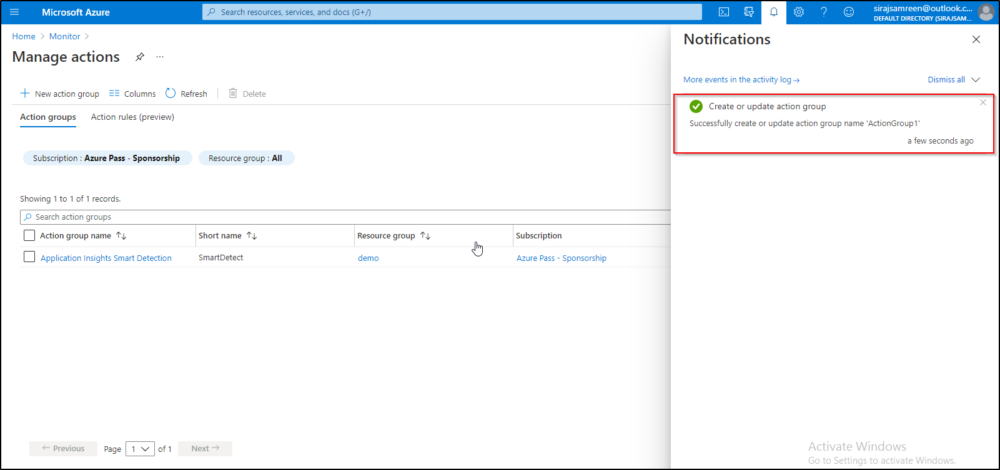 Microsoft Azure
Search resources, services, and docs (G+/)
sirajsamreen@outlook.c...
DEFAULT DIRECTORY (SIRAJSAM...
Home > Monitor >
Manage actions
...
New action group
Columns
Refresh
Delete
Action groups
Action rules (preview)
Subscription : Azure Pass - Sponsorship
Resource group : All
Showing 1 to 1 of 1 records.
Search action groups
Action group name
Short name
Resource group
Subscription
Application Insights Smart Detection
SmartDetect
demo
Azure Pass - Sponsorship
← Previous
Page 1 of 1
Next →
Notifications
More events in the activity log →
Dismiss all
Create or update action group
Successfully create or update action group name 'ActionGroup1'
a few seconds ago
Activate Windows
Go to Settings to activate Windows.